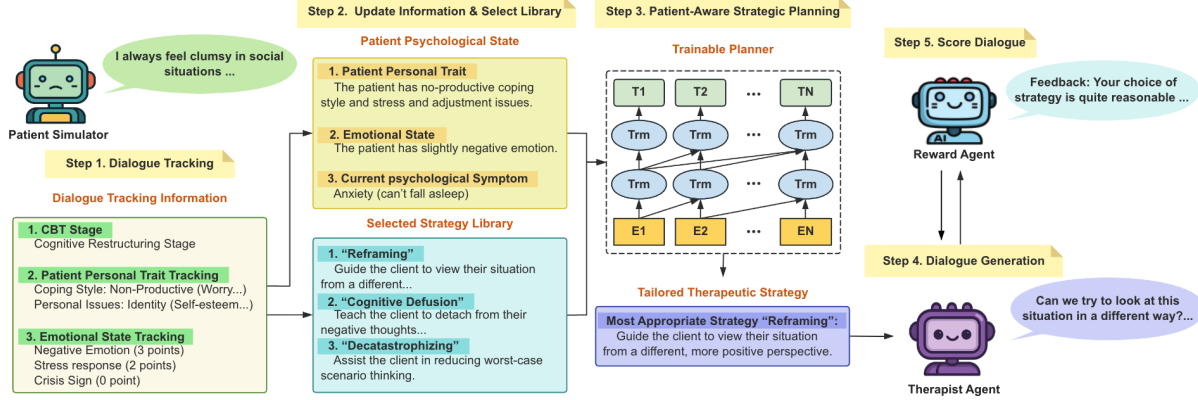 I always feel clumsy in social
situations ...
Patient Simulator
Step 1. Dialogue Tracking
Dialogue Tracking Information
1. CBT Stage
Cognitive Restructuring Stage
2. Patient Personal Trait Tracking
Coping Style: Non-Productive (Worry...)
Personal Issues: Identity (Self-esteem...)
3. Emotional State Tracking
Negative Emotion (3 points)
Stress response (2 points)
Crisis Sign (0 point)
Step 2. Update Information & Select Library
Patient Psychological State
1. Patient Personal Trait
The patient has no-productive coping
style and stress and adjustment issues.
2. Emotional State
The patient has slightly negative emotion.
3. Current psychological Symptom
Anxiety (can't fall asleep)
Selected Strategy Library
1. “Reframing”
Guide the client to view their situation
from a different...
2. “Cognitive Defusion”
Teach the client to detach from their
negative thoughts...
3. “Decatastrophizing”
Assist the client in reducing worst-case
scenario thinking.
Step 3. Patient-Aware Strategic Planning
Trainable Planner
T1 T2 ... TN
Trm Trm ... Trm
Trm Trm ... Trm
E1 E2 ... EN
Tailored Therapeutic Strategy
Most Appropriate Strategy “Reframing”:
Guide the client to view their situation
from a different, more positive perspective.
Step 5. Score Dialogue
Feedback: Your choice of
strategy is quite reasonable ...
AI
Reward Agent
Step 4. Dialogue Generation
Can we try to look at this
situation in a different way?...
Therapist Agent